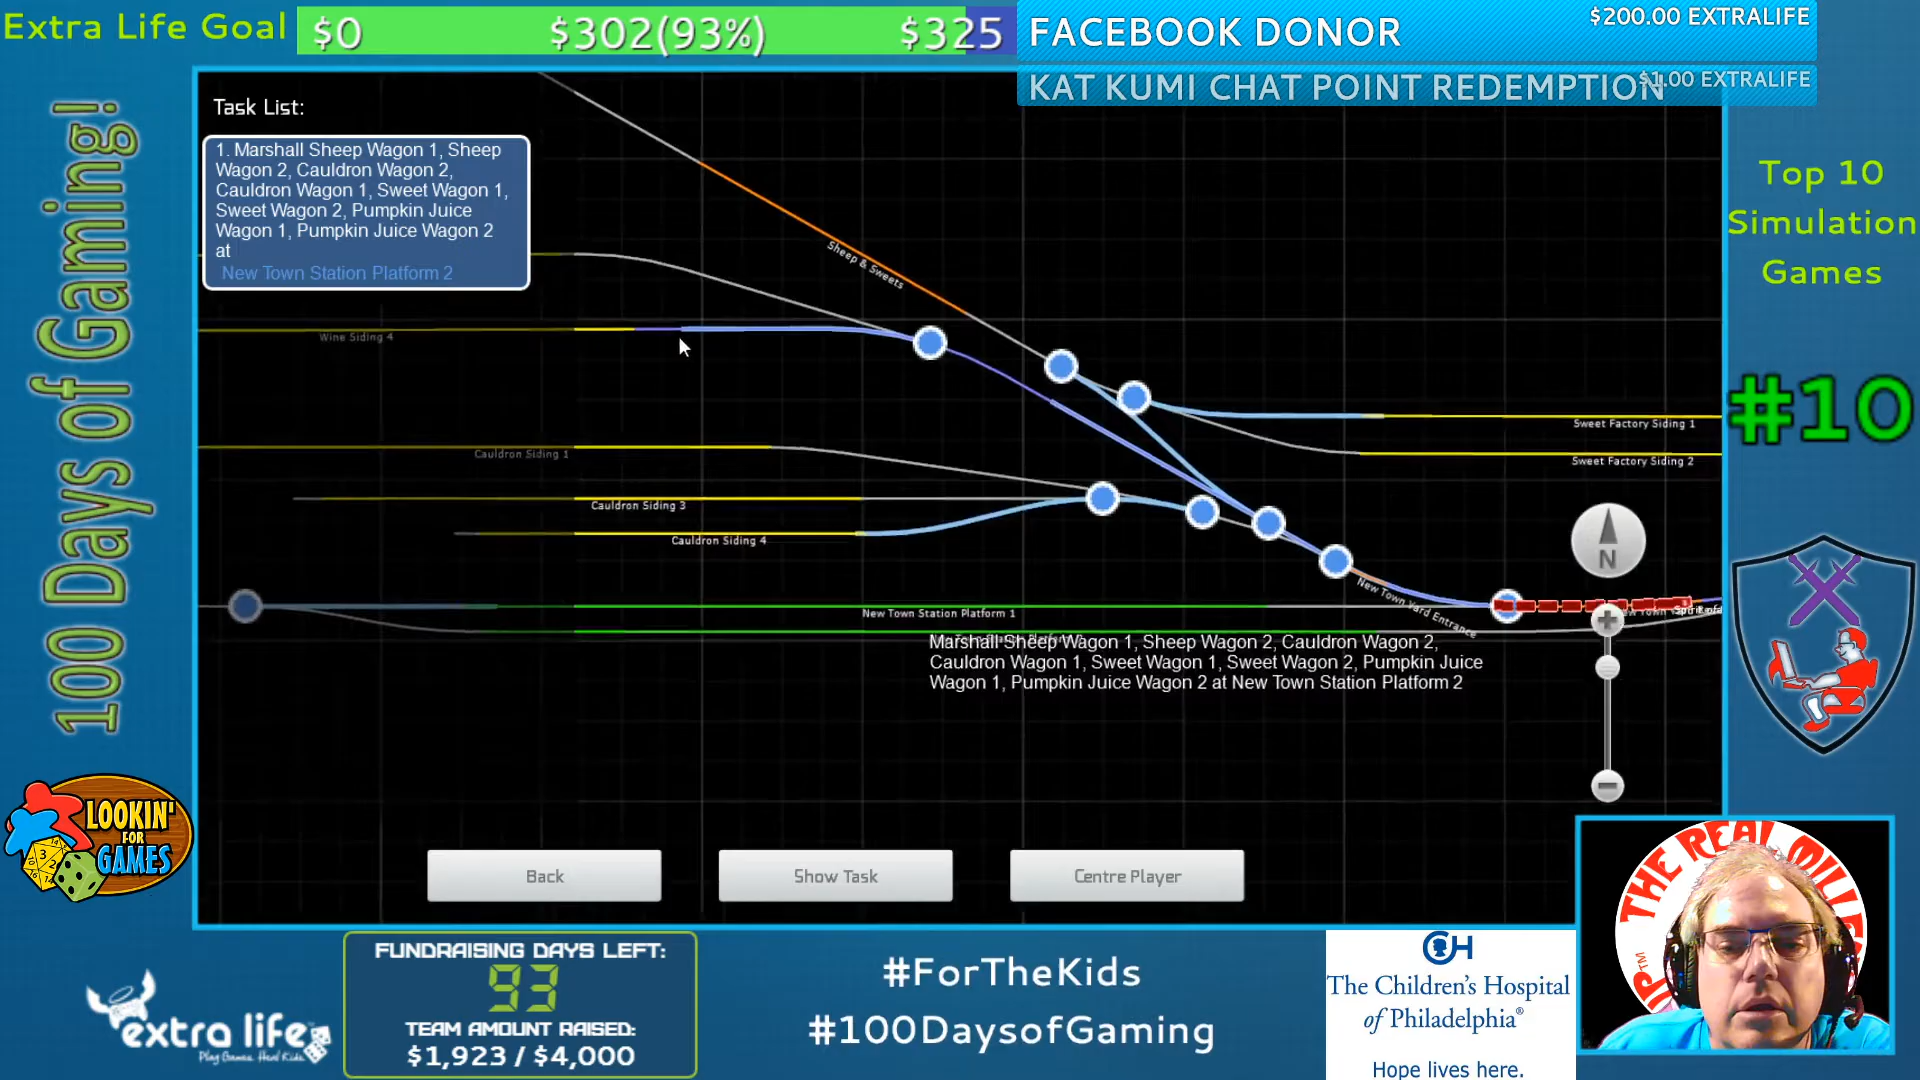 Extra Life Goal
$0
$302(93%)
$325
FACEBOOK DONOR
$200.00 EXTRALIFE
KAT KUMI CHAT POINT REDEMPTION
$1.00 EXTRALIFE
100 Days of Gaming!
Task List:
1. Marshall Sheep Wagon 1, Sheep
Wagon 2, Cauldron Wagon 2,
Cauldron Wagon 1, Sweet Wagon 1,
Sweet Wagon 2, Pumpkin Juice
Wagon 1, Pumpkin Juice Wagon 2
at
New Town Station Platform 2
Sheep & Sweets
Wine Siding 4
Cauldron Siding 1
Cauldron Siding 3
Cauldron Siding 4
Sweet Factory Siding 1
Sweet Factory Siding 2
New Town Yard Entrance
New Town Station Platform 1
Marshall Sheep Wagon 1, Sheep Wagon 2, Cauldron Wagon 2,
Cauldron Wagon 1, Sweet Wagon 1, Sweet Wagon 2, Pumpkin Juice
Wagon 1, Pumpkin Juice Wagon 2 at New Town Station Platform 2
N
+
−
Back
Show Task
Centre Player
Top 10
Simulation
Games
#10
LOOKIN'
FOR
GAMES
extra life
Play Games. Heal Kids.
FUNDRAISING DAYS LEFT:
93
TEAM AMOUNT RAISED:
$1,923 / $4,000
#ForTheKids
#100DaysofGaming
CH
The Children's Hospital
of Philadelphia®
Hope lives here.
THE REAL